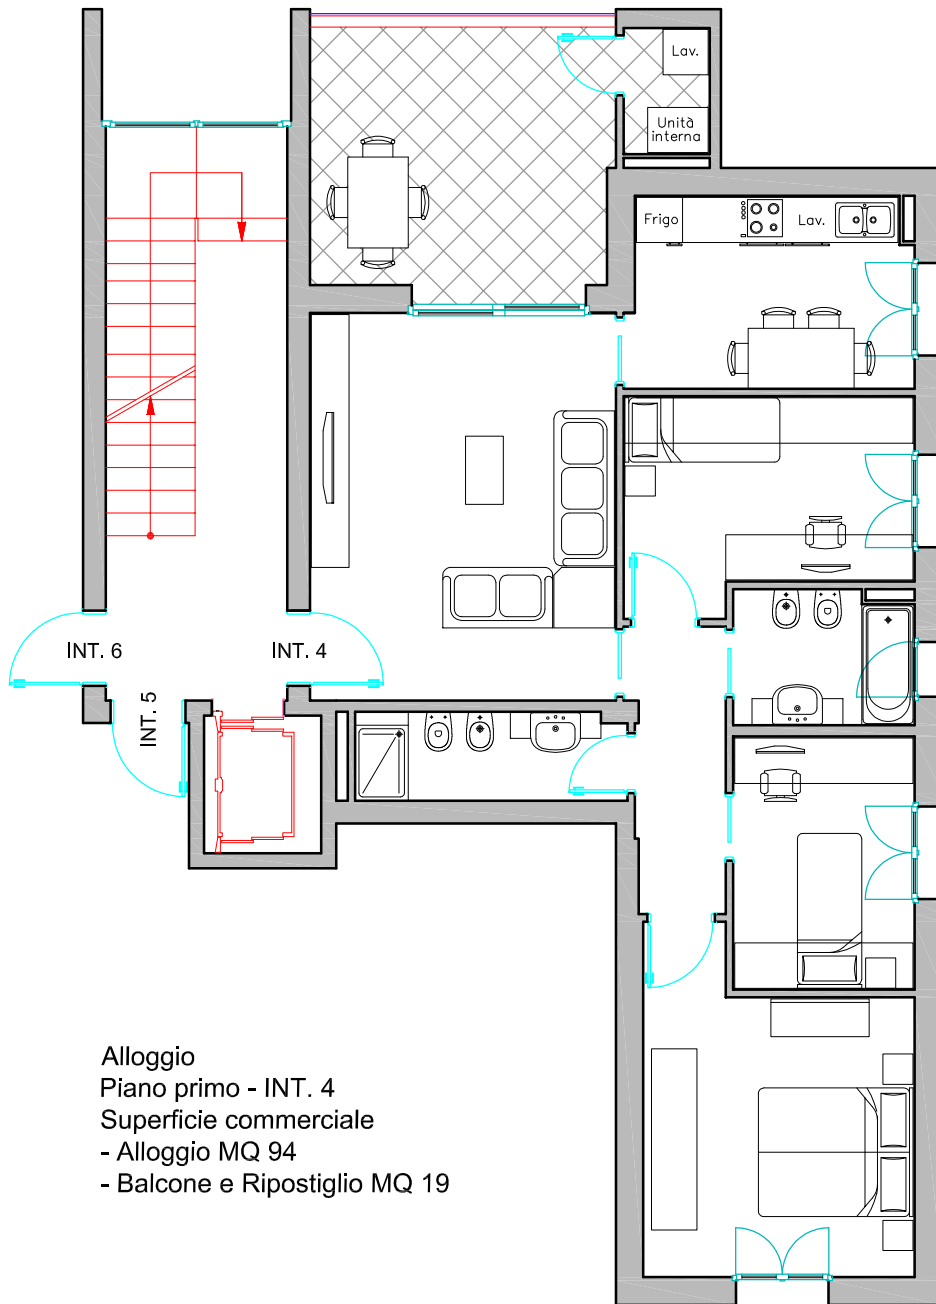 Lav.
Unità
interna
Frigo
Lav.
INT. 6
INT. 4
INT. 5
Alloggio
Piano primo - INT. 4
Superficie commerciale
- Alloggio MQ 94
- Balcone e Ripostiglio MQ 19